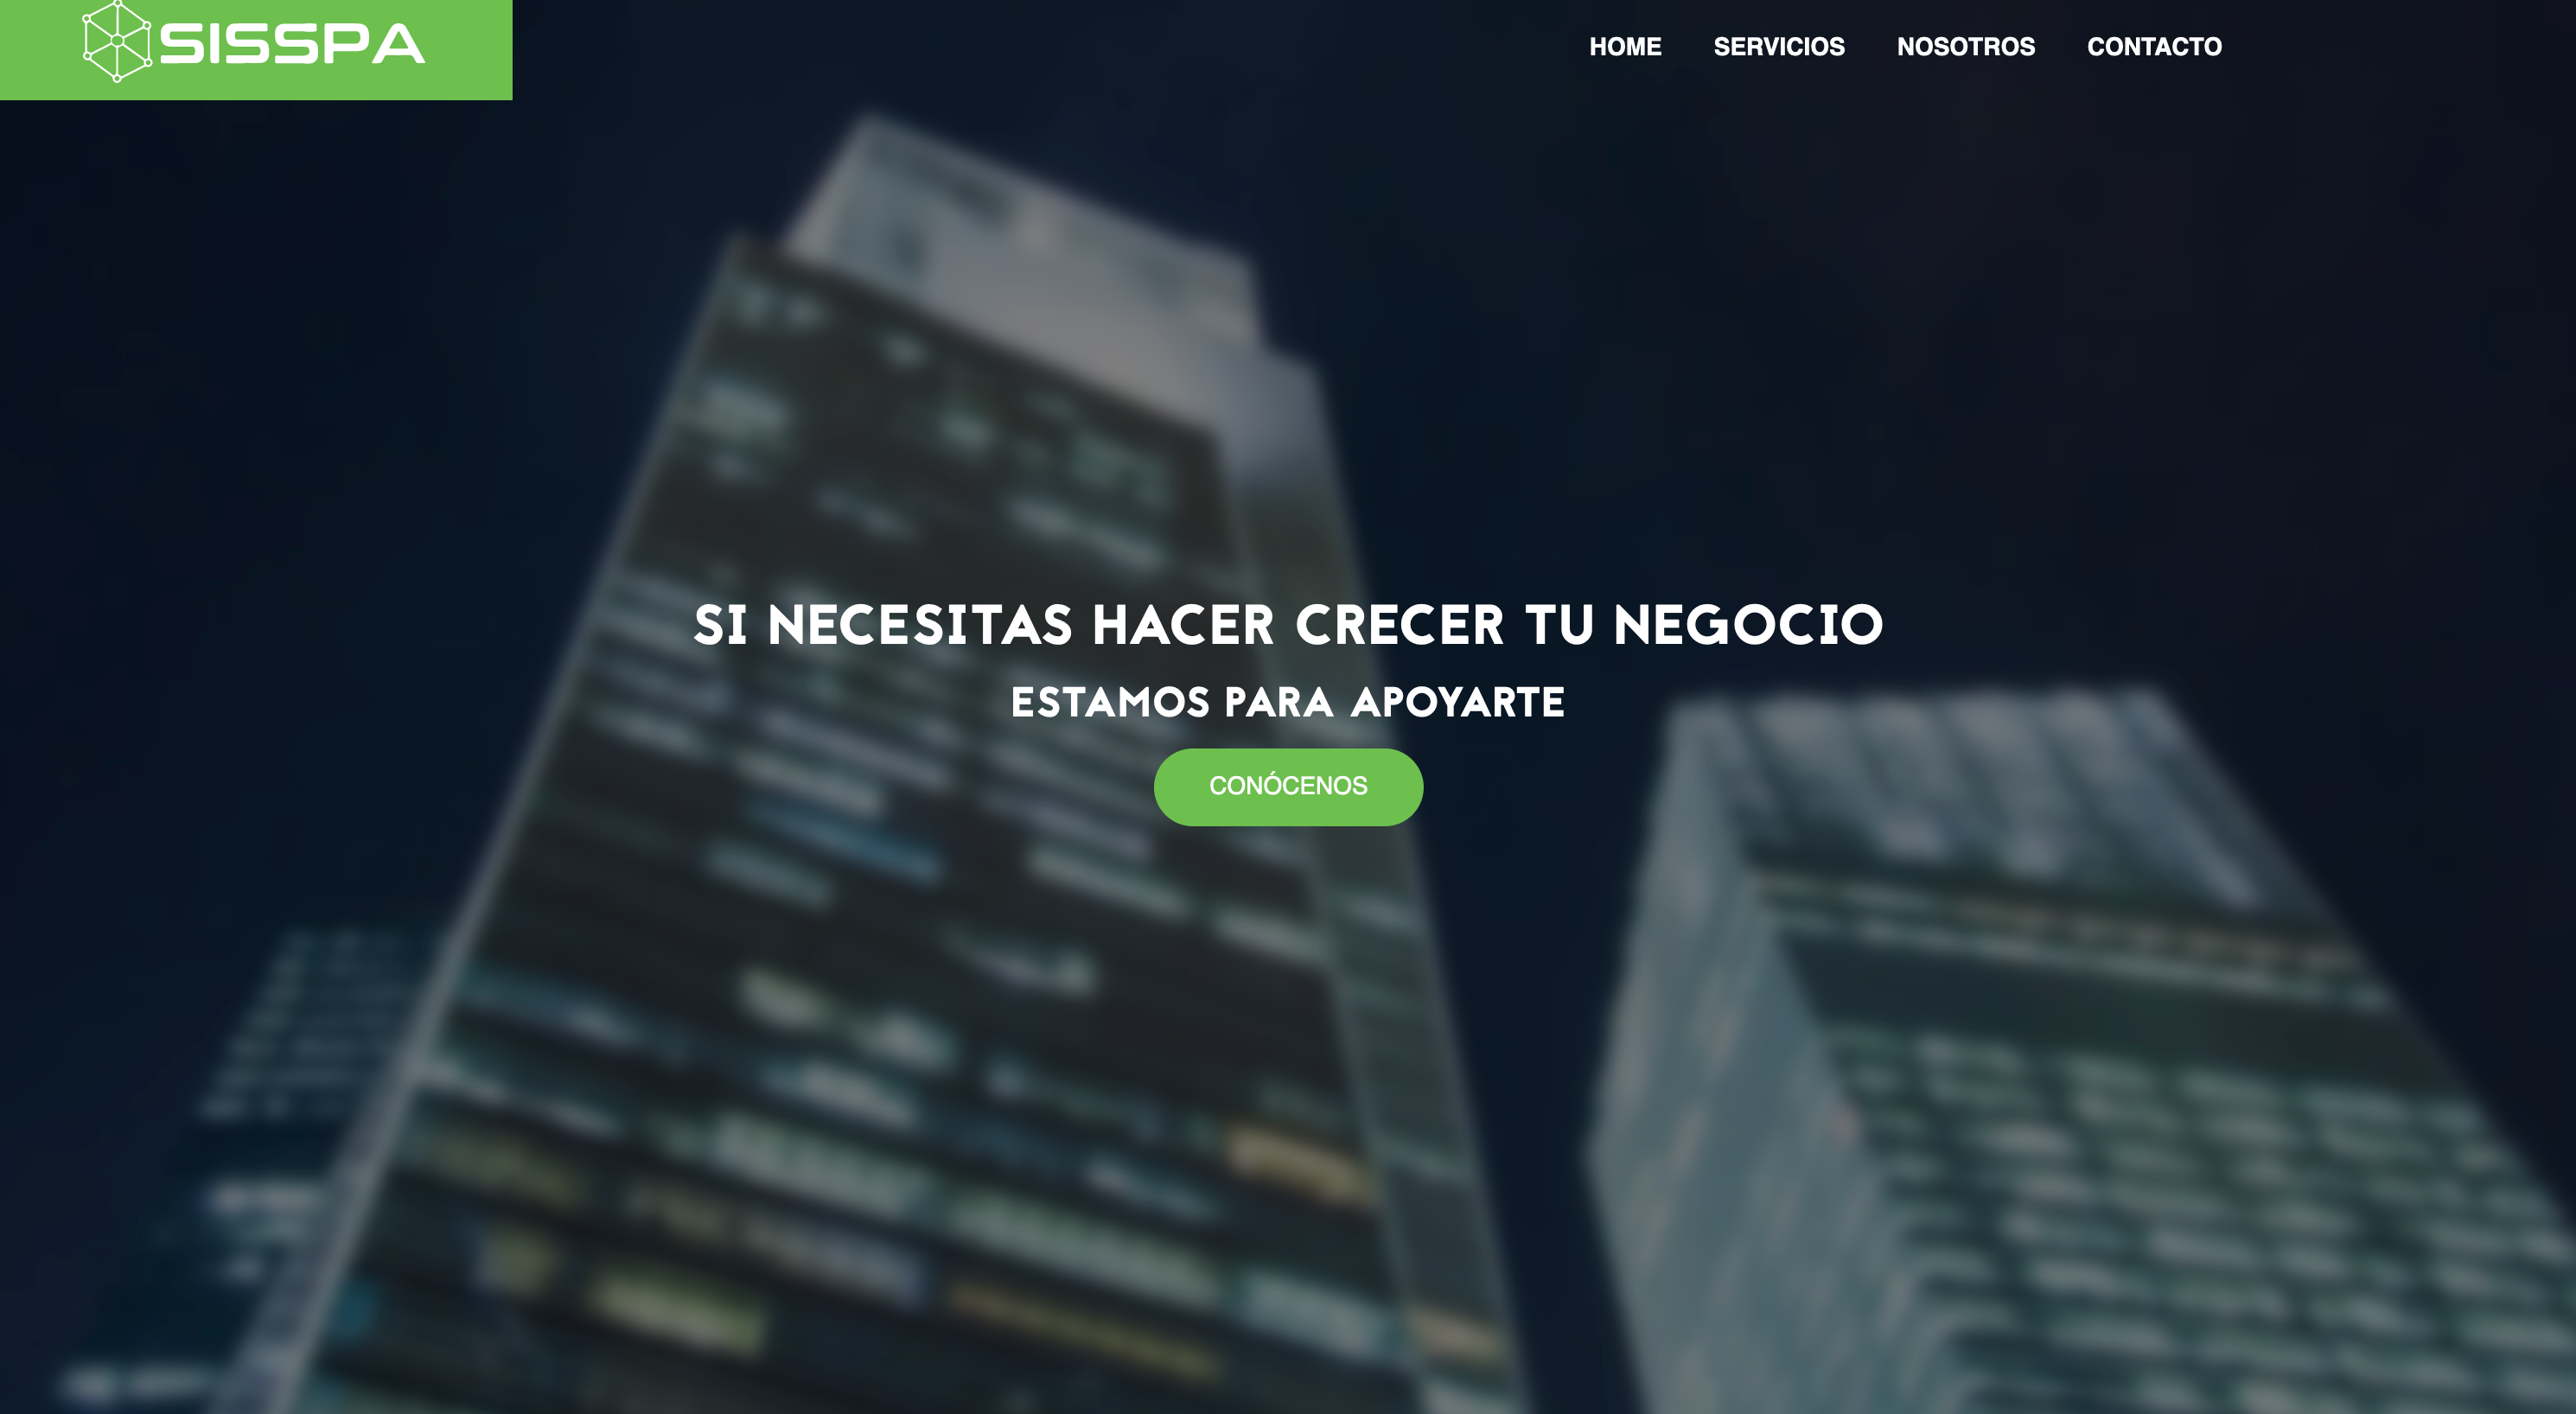 SISSPA
HOME SERVICIOS NOSOTROS CONTACTO
SI NECESITAS HACER CRECER TU NEGOCIO
ESTAMOS PARA APOYARTE
CONÓCENOS